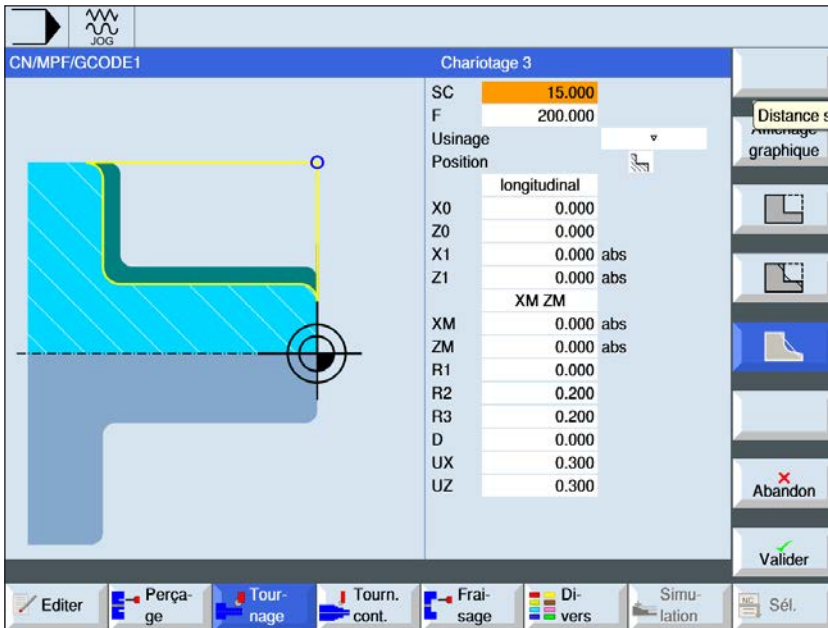 JOG
CN/MPF/GCODE1
Chariotage 3
SC 15.000
F 200.000
Usinage ▿
Position
longitudinal
X0 0.000
Z0 0.000
X1 0.000 abs
Z1 0.000 abs
XM ZM
XM 0.000 abs
ZM 0.000 abs
R1 0.000
R2 0.200
R3 0.200
D 0.000
UX 0.300
UZ 0.300
Distance s
Affichage
graphique
Abandon
Valider
Editer
Perça-
ge
Tour-
nage
Tourn.
cont.
Frai-
sage
Di-
vers
Simu-
lation
NC
Sél.